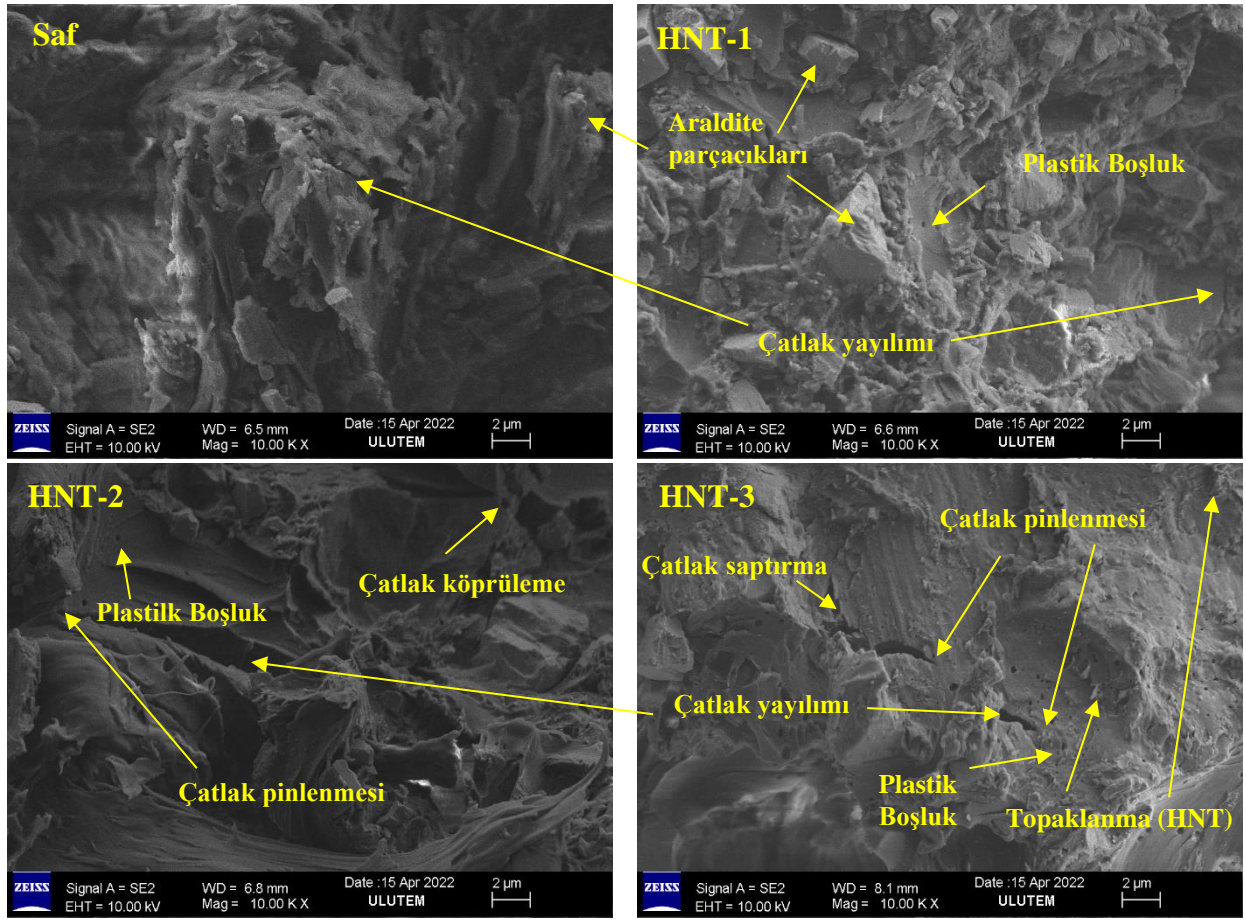 Saf
ZEISS
Signal A = SE2
EHT = 10.00 kV
WD = 6.5 mm
Mag = 10.00 K X
Date :15 Apr 2022
ULUTEM
2 µm
HNT-1
Araldite
parçacıkları
Plastik Boşluk
Çatlak yayılımı
ZEISS
Signal A = SE2
EHT = 10.00 kV
WD = 6.6 mm
Mag = 10.00 K X
Date :15 Apr 2022
ULUTEM
2 µm
HNT-2
Çatlak köprüleme
Plastilk Boşluk
Çatlak pinlenmesi
ZEISS
Signal A = SE2
EHT = 10.00 kV
WD = 6.8 mm
Mag = 10.00 K X
Date :15 Apr 2022
ULUTEM
2 µm
HNT-3
Çatlak pinlenmesi
Çatlak saptırma
Çatlak yayılımı
Plastik
Boşluk
Topaklanma (HNT)
ZEISS
Signal A = SE2
EHT = 10.00 kV
WD = 8.1 mm
Mag = 10.00 K X
Date :15 Apr 2022
ULUTEM
2 µm